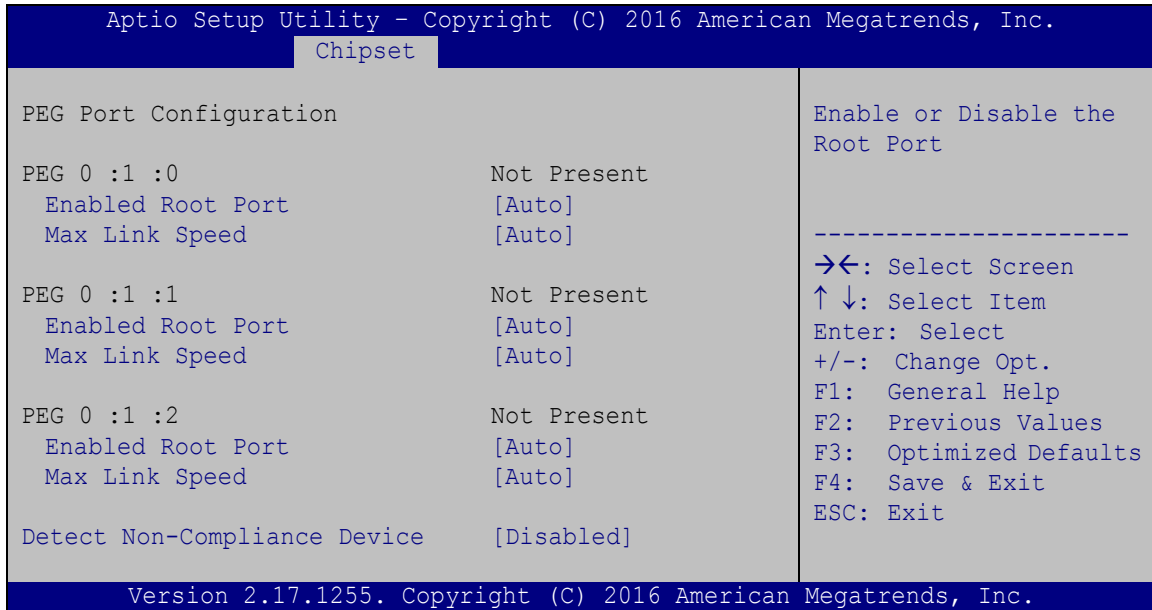 Aptio Setup Utility – Copyright (C) 2016 American Megatrends, Inc.
Chipset
PEG Port Configuration
PEG 0 :1 :0 Not Present
Enabled Root Port [Auto]
Max Link Speed [Auto]
PEG 0 :1 :1 Not Present
Enabled Root Port [Auto]
Max Link Speed [Auto]
PEG 0 :1 :2 Not Present
Enabled Root Port [Auto]
Max Link Speed [Auto]
Detect Non-Compliance Device [Disabled]
Enable or Disable the
Root Port
----------------------
→←: Select Screen
↑ ↓: Select Item
Enter: Select
+/-: Change Opt.
F1: General Help
F2: Previous Values
F3: Optimized Defaults
F4: Save & Exit
ESC: Exit
Version 2.17.1255. Copyright (C) 2016 American Megatrends, Inc.